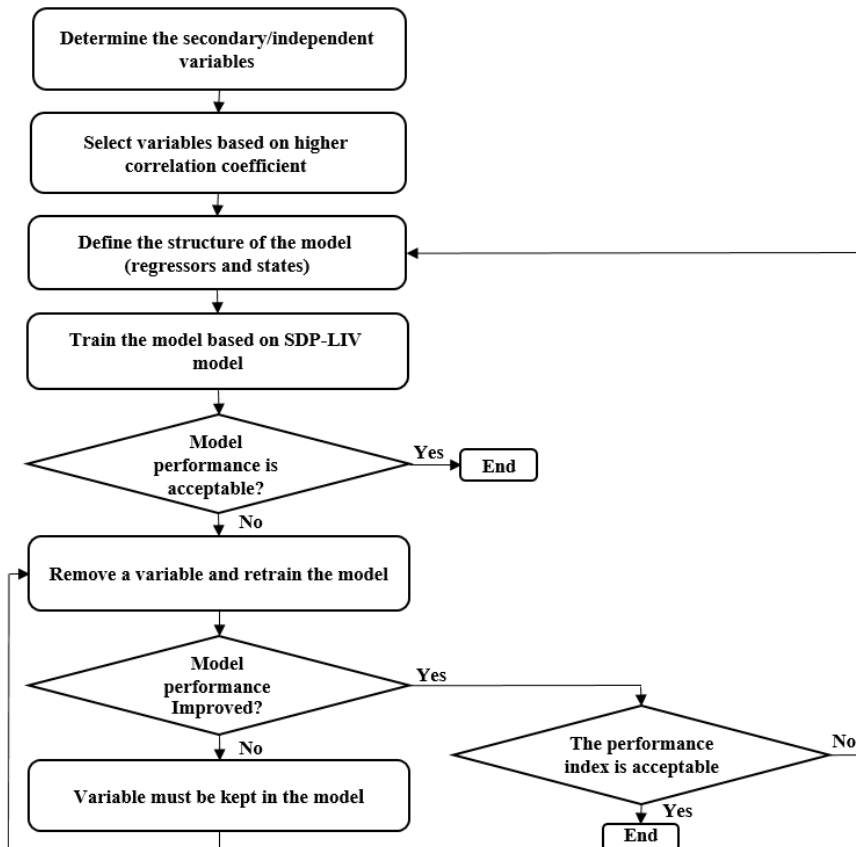 Determine the secondary/independent
variables
Select variables based on higher
correlation coefficient
Define the structure of the model
(regressors and states)
Train the model based on SDP-LIV
model
Model
performance is
acceptable?
Yes
End
No
Remove a variable and retrain the model
Model
performance
Improved?
Yes
No
The performance
index is acceptable
No
Variable must be kept in the model
Yes
End